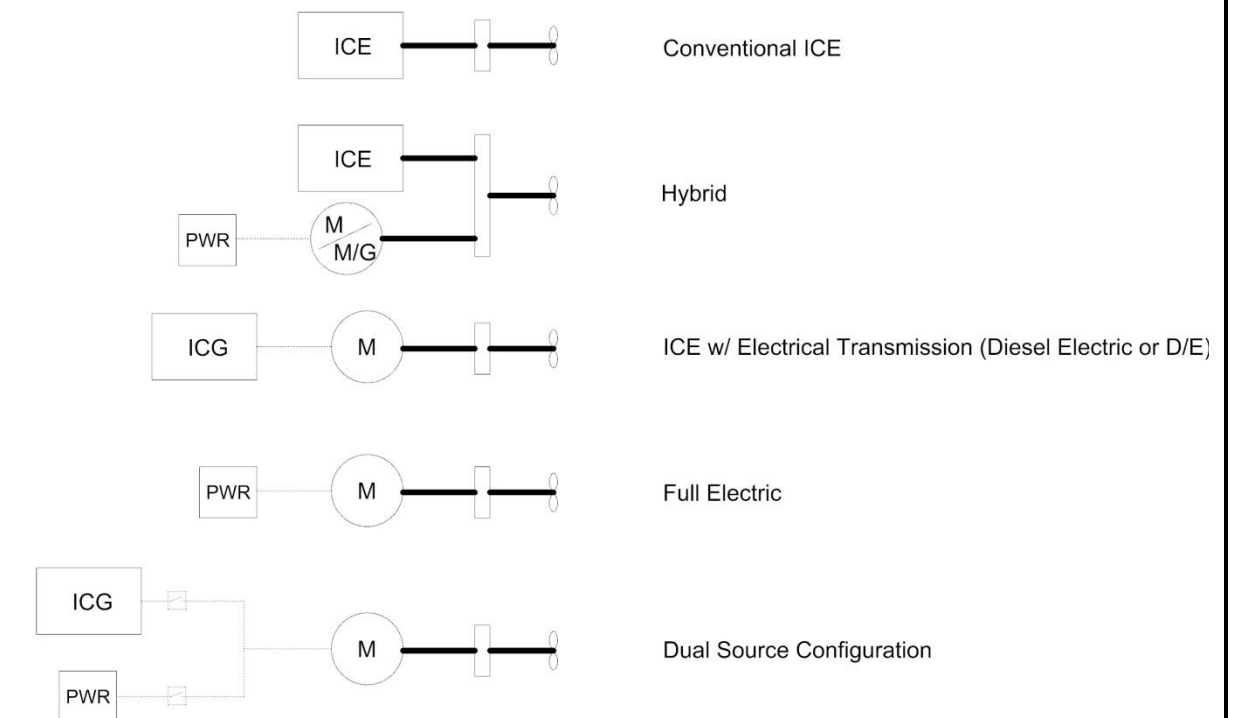 ICE
Conventional ICE
ICE
Hybrid
PWR
M
M/G
ICG
M
ICE w/ Electrical Transmission (Diesel Electric or D/E)
PWR
M
Full Electric
ICG
M
Dual Source Configuration
PWR